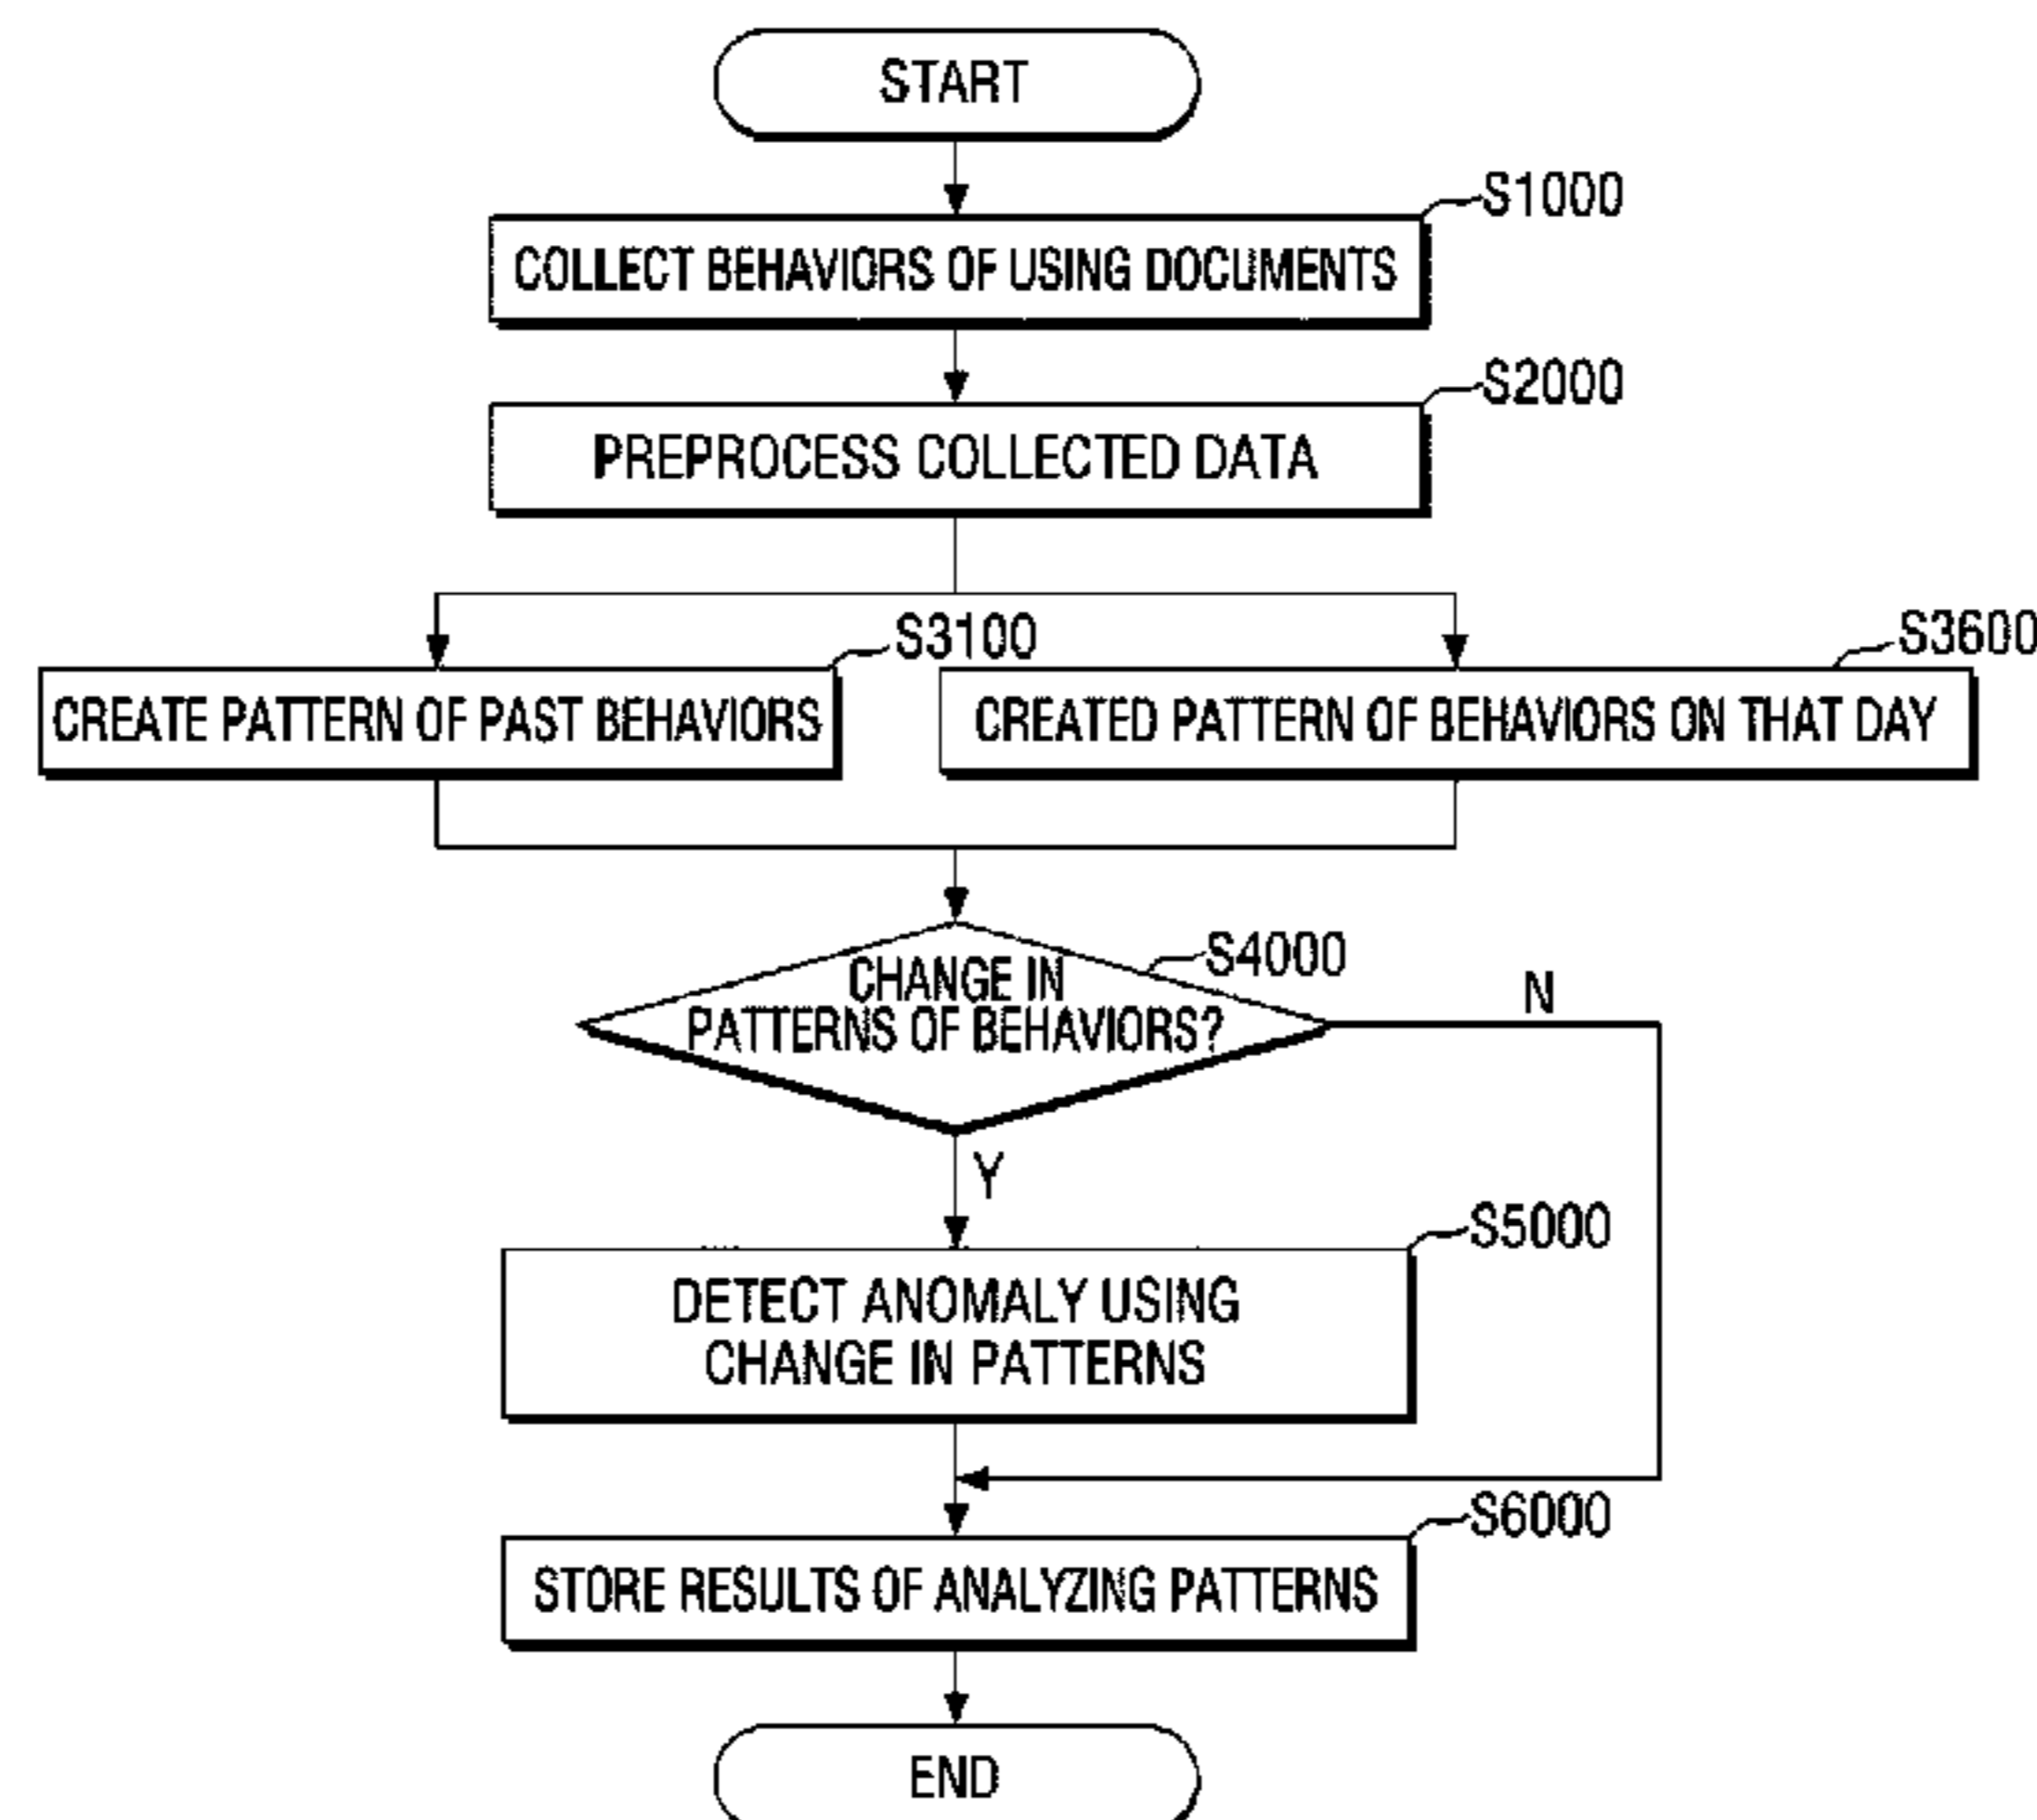 START
S1000
COLLECT BEHAVIORS OF USING DOCUMENTS
S2000
PREPROCESS COLLECTED DATA
S3100
S3600
CREATE PATTERN OF PAST BEHAVIORS
CREATED PATTERN OF BEHAVIORS ON THAT DAY
S4000
CHANGE IN
PATTERNS OF BEHAVIORS?
N
Y
S5000
DETECT ANOMALY USING
CHANGE IN PATTERNS
S6000
STORE RESULTS OF ANALYZING PATTERNS
END